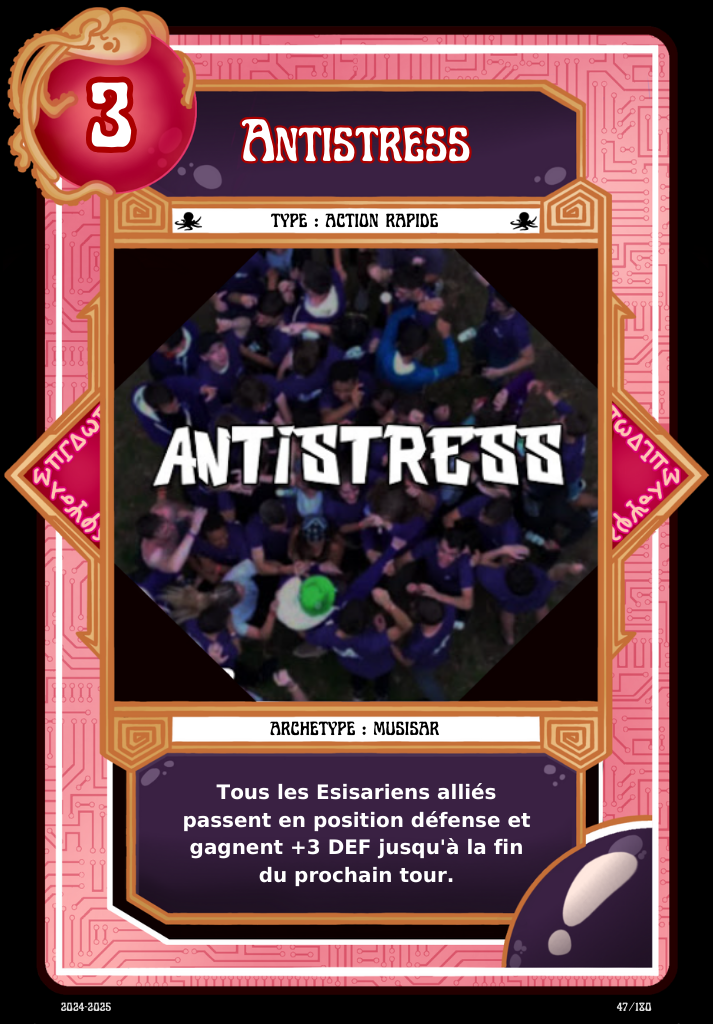 3
ANTISTRESS
TYPE : ACTION RAPIDE
ANTISTRESS
ARCHETYPE : MUSISAR
Tous les Esisariens alliés
passent en position défense et
gagnent +3 DEF jusqu'à la fin
du prochain tour.
2024-2025
47/180